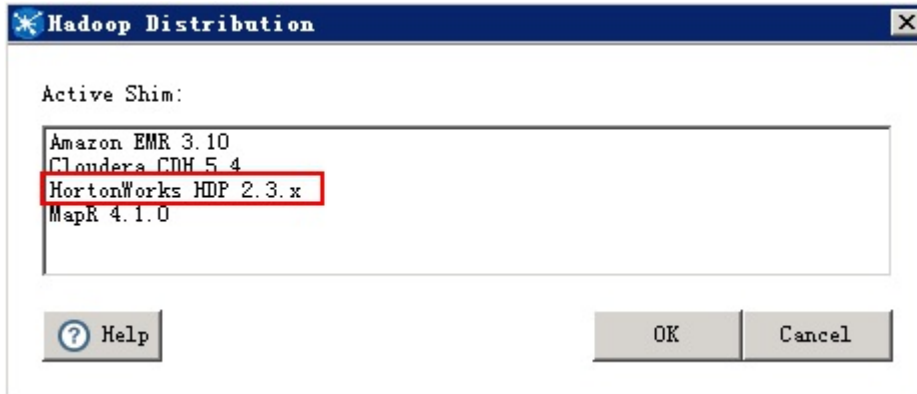 Hadoop Distribution
Active Shim:
Amazon EMR 3.10
Cloudera CDH 5.4
HortonWorks HDP 2.3.x
MapR 4.1.0
Help
OK
Cancel